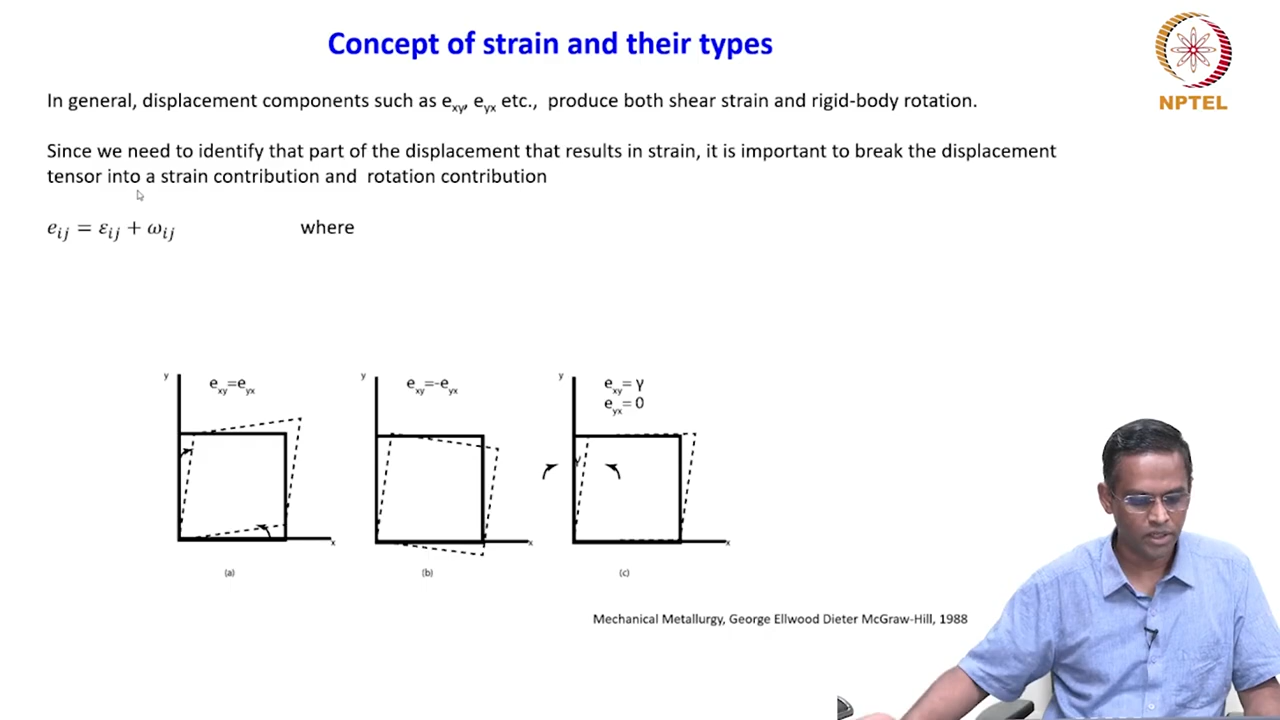 Concept of strain and their types
NPTEL
In general, displacement components such as exy, eyx etc., produce both shear strain and rigid-body rotation.
Since we need to identify that part of the displacement that results in strain, it is important to break the displacement
tensor into a strain contribution and rotation contribution
eij = εij + ωij where
y exy=eyx
y exy=-eyx
y exy= γ
eyx= 0
γ
x
x
x
(a)
(b)
(c)
Mechanical Metallurgy, George Ellwood Dieter McGraw-Hill, 1988